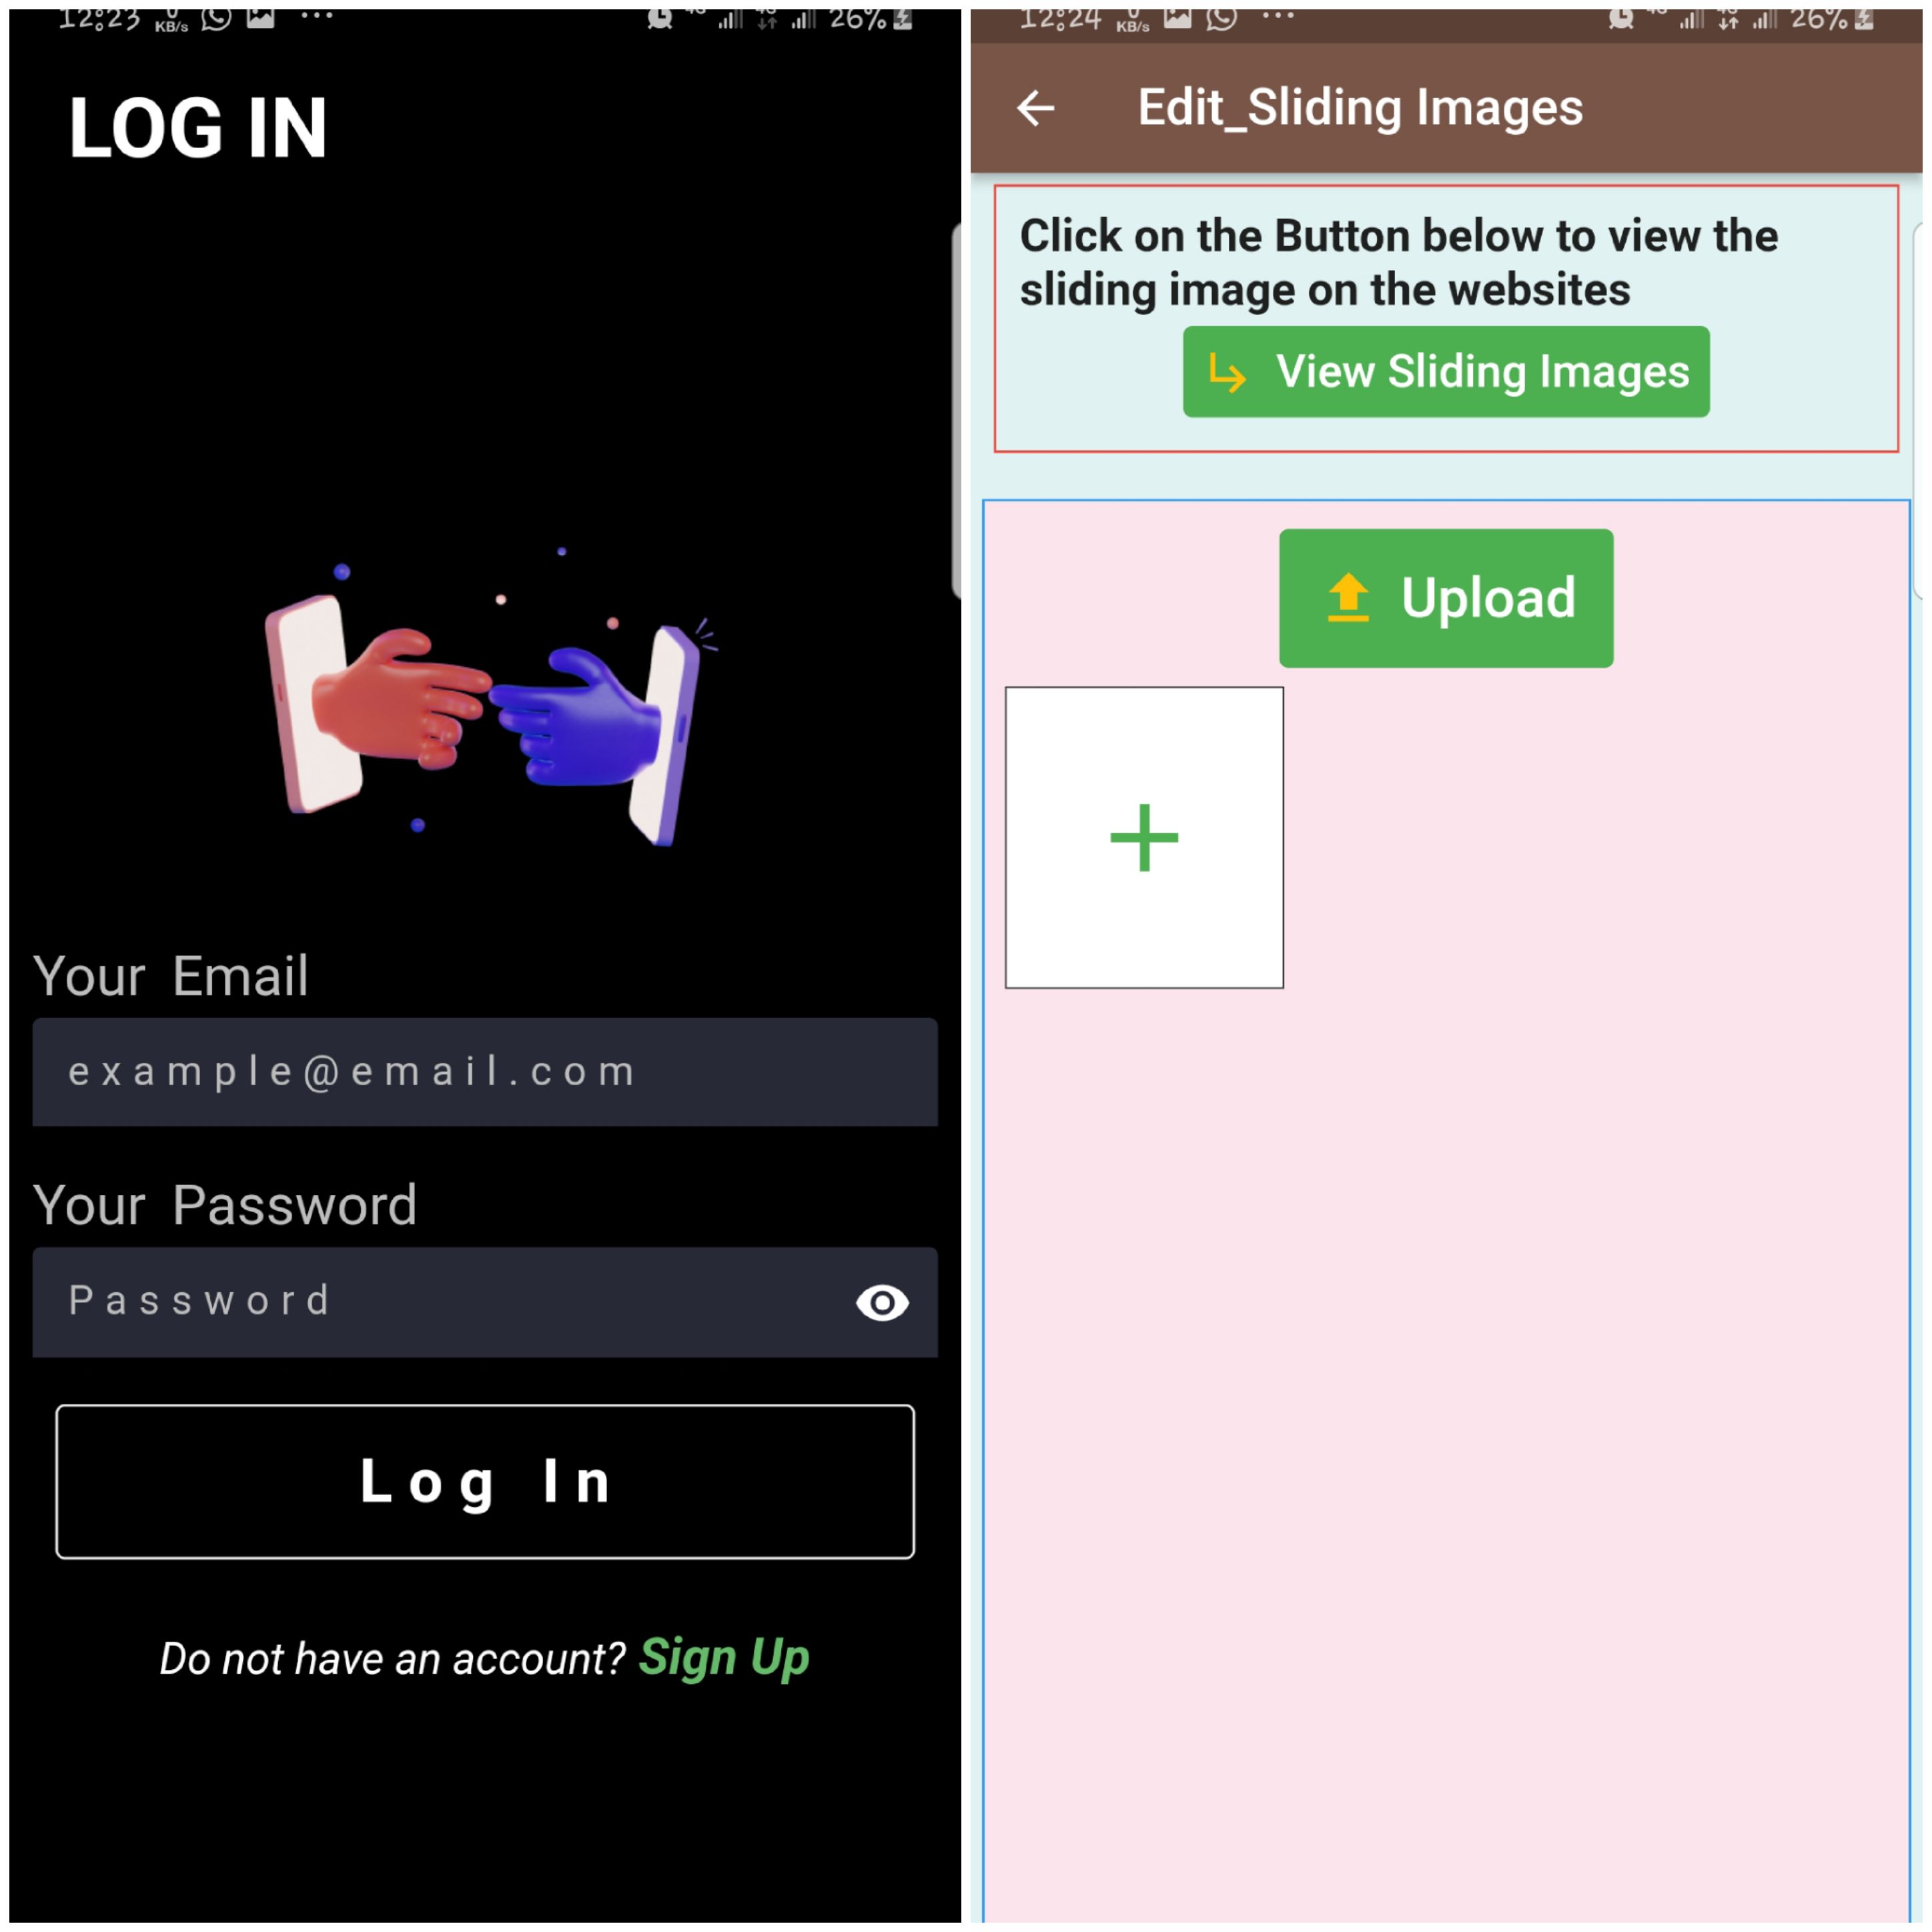 12:23 KB/s 26%
LOG IN
Your Email
example@email.com
Your Password
Password
Log In
Do not have an account? Sign Up
12:24 KB/s 26%
Edit_Sliding Images
Click on the Button below to view the
sliding image on the websites
View Sliding Images
Upload